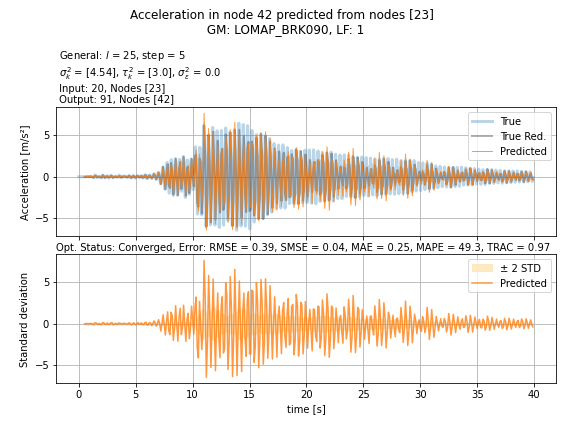 Acceleration in node 42 predicted from nodes [23]
GM: LOMAP_BRK090, LF: 1
General: l = 25, step = 5
σ²ₖ = [4.54], τ²ₖ = [3.0], σ²ε = 0.0
Input: 20, Nodes [23]
Output: 91, Nodes [42]
Acceleration [m/s²]
5
0
−5
True
True Red.
Predicted
Opt. Status: Converged, Error: RMSE = 0.39, SMSE = 0.04, MAE = 0.25, MAPE = 49.3, TRAC = 0.97
Standard deviation
5
0
−5
± 2 STD
Predicted
0 5 10 15 20 25 30 35 40
time [s]